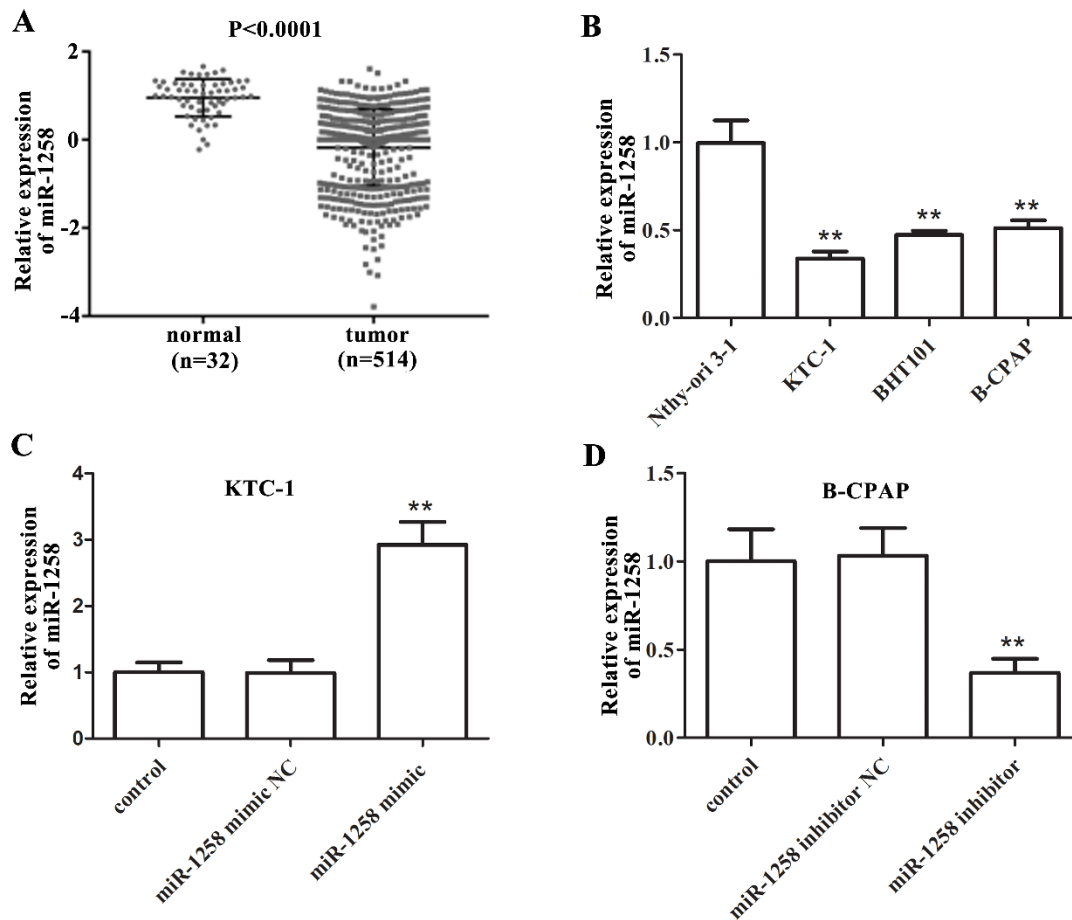 A
P<0.0001
Relative expression
of miR-1258
2
0
-2
-4
normal
(n=32)
tumor
(n=514)
B
Relative expression
of miR-1258
1.5
1.0
0.5
0.0
**
**
**
Nthy-ori 3-1
KTC-1
BHT101
B-CPAP
C
KTC-1
Relative expression
of miR-1258
4
3
2
1
0
**
control
miR-1258 mimic NC
miR-1258 mimic
D
B-CPAP
Relative expression
of miR-1258
1.5
1.0
0.5
0.0
**
control
miR-1258 inhibitor NC
miR-1258 inhibitor